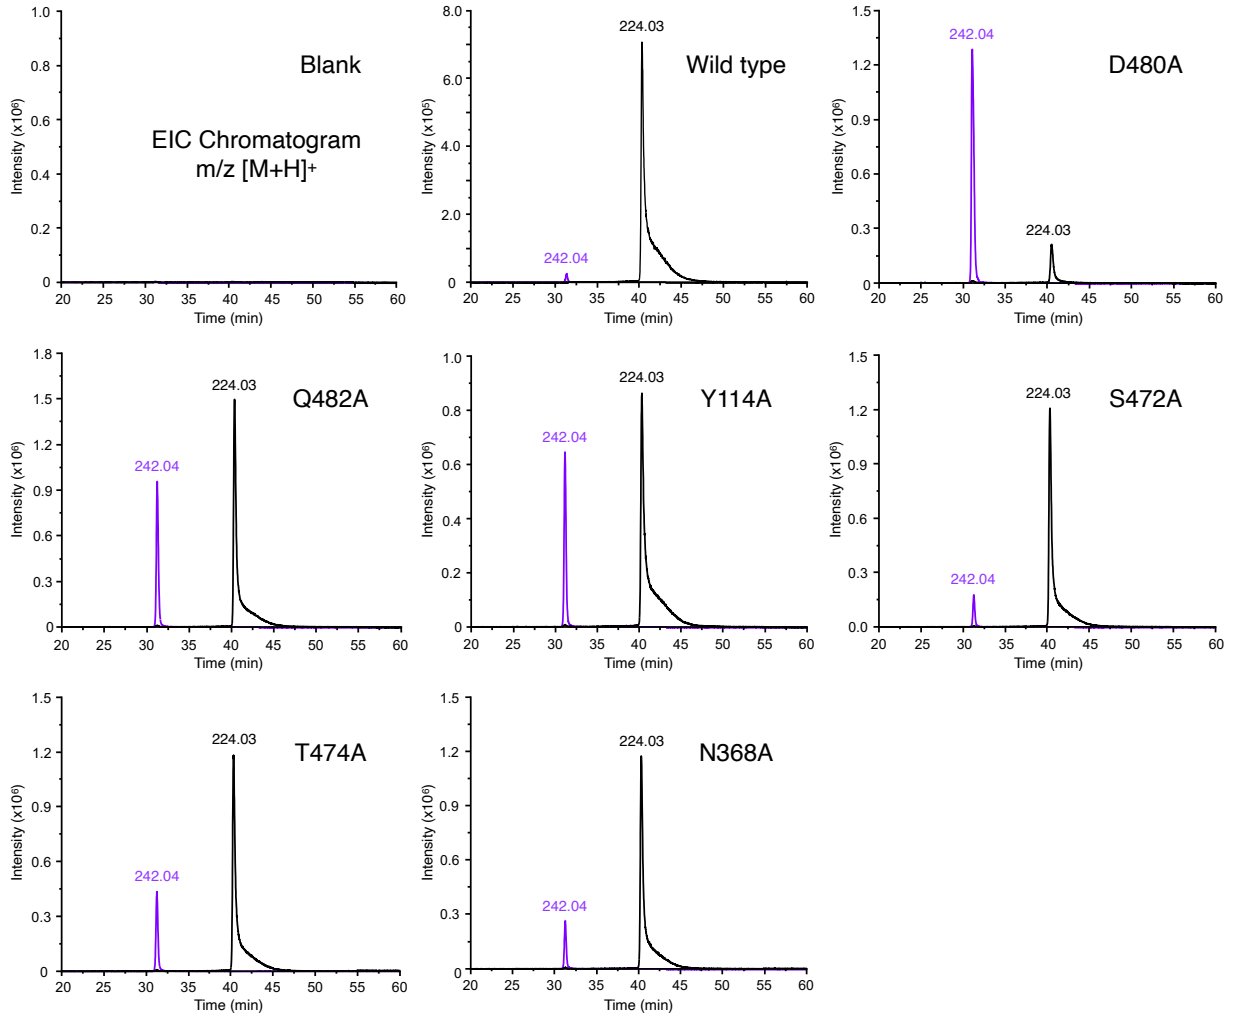 1.0
0.8
0.6
0.4
0.2
0
Intensity (x10⁶)
Blank
EIC Chromatogram
m/z [M+H]⁺
20 25 30 35 40 45 50 55 60
Time (min)
8.0
6.0
4.0
2.0
0
Intensity (x10⁵)
224.03
Wild type
242.04
20 25 30 35 40 45 50 55 60
Time (min)
1.5
1.2
0.9
0.6
0.3
0
Intensity (x10⁶)
242.04
D480A
224.03
20 25 30 35 40 45 50 55 60
Time (min)
1.8
1.5
1.2
0.9
0.6
0.3
0
Intensity (x10⁶)
224.03
Q482A
242.04
20 25 30 35 40 45 50 55 60
Time (min)
1.0
0.8
0.6
0.4
0.2
0
Intensity (x10⁶)
224.03
Y114A
242.04
20 25 30 35 40 45 50 55 60
Time (min)
1.5
1.2
0.9
0.6
0.3
0.0
Intensity (x10⁶)
224.03
S472A
242.04
20 25 30 35 40 45 50 55 60
Time (min)
1.5
1.2
0.9
0.6
0.3
0
Intensity (x10⁶)
224.03
T474A
242.04
20 25 30 35 40 45 50 55 60
Time (min)
1.5
1.2
0.9
0.6
0.3
0
Intensity (x10⁶)
224.03
N368A
242.04
20 25 30 35 40 45 50 55 60
Time (min)